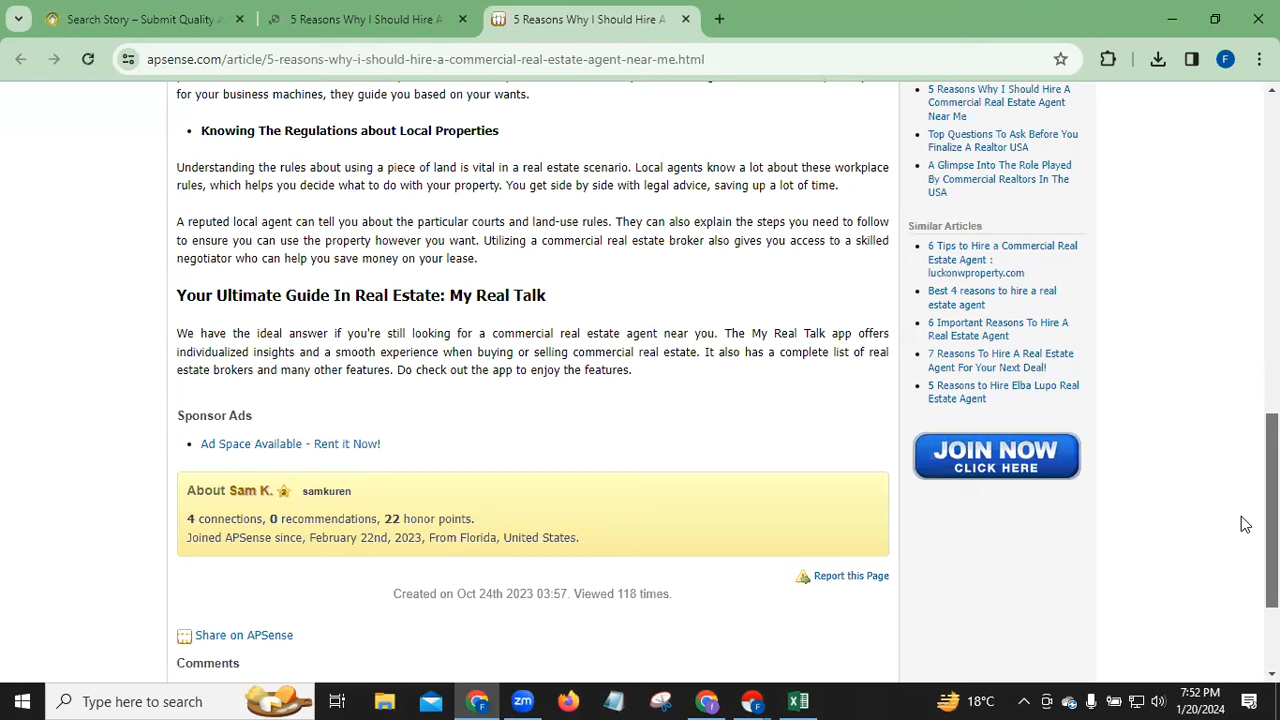 Search Story – Submit Quality
5 Reasons Why I Should Hire A
5 Reasons Why I Should Hire A
apsense.com/article/5-reasons-why-i-should-hire-a-commercial-real-estate-agent-near-me.html
F
for your business machines, they guide you based on your wants.
• Knowing The Regulations about Local Properties
Understanding the rules about using a piece of land is vital in a real estate scenario. Local agents know a lot about these workplace
rules, which helps you decide what to do with your property. You get side by side with legal advice, saving up a lot of time.
A reputed local agent can tell you about the particular courts and land-use rules. They can also explain the steps you need to follow
to ensure you can use the property however you want. Utilizing a commercial real estate broker also gives you access to a skilled
negotiator who can help you save money on your lease.
Your Ultimate Guide In Real Estate: My Real Talk
We have the ideal answer if you're still looking for a commercial real estate agent near you. The My Real Talk app offers
individualized insights and a smooth experience when buying or selling commercial real estate. It also has a complete list of real
estate brokers and many other features. Do check out the app to enjoy the features.
Sponsor Ads
• Ad Space Available - Rent it Now!
About Sam K. samkuren
4 connections, 0 recommendations, 22 honor points.
Joined APSense since, February 22nd, 2023, From Florida, United States.
Report this Page
Created on Oct 24th 2023 03:57. Viewed 118 times.
Share on APSense
Comments
• 5 Reasons Why I Should Hire A
Commercial Real Estate Agent
Near Me
• Top Questions To Ask Before You
Finalize A Realtor USA
• A Glimpse Into The Role Played
By Commercial Realtors In The
USA
Similar Articles
• 6 Tips to Hire a Commercial Real
Estate Agent :
luckonwproperty.com
• Best 4 reasons to hire a real
estate agent
• 6 Important Reasons To Hire A
Real Estate Agent
• 7 Reasons To Hire A Real Estate
Agent For Your Next Deal!
• 5 Reasons to Hire Elba Lupo Real
Estate Agent
JOIN NOW
CLICK HERE
Type here to search
zm
18°C
7:52 PM
1/20/2024